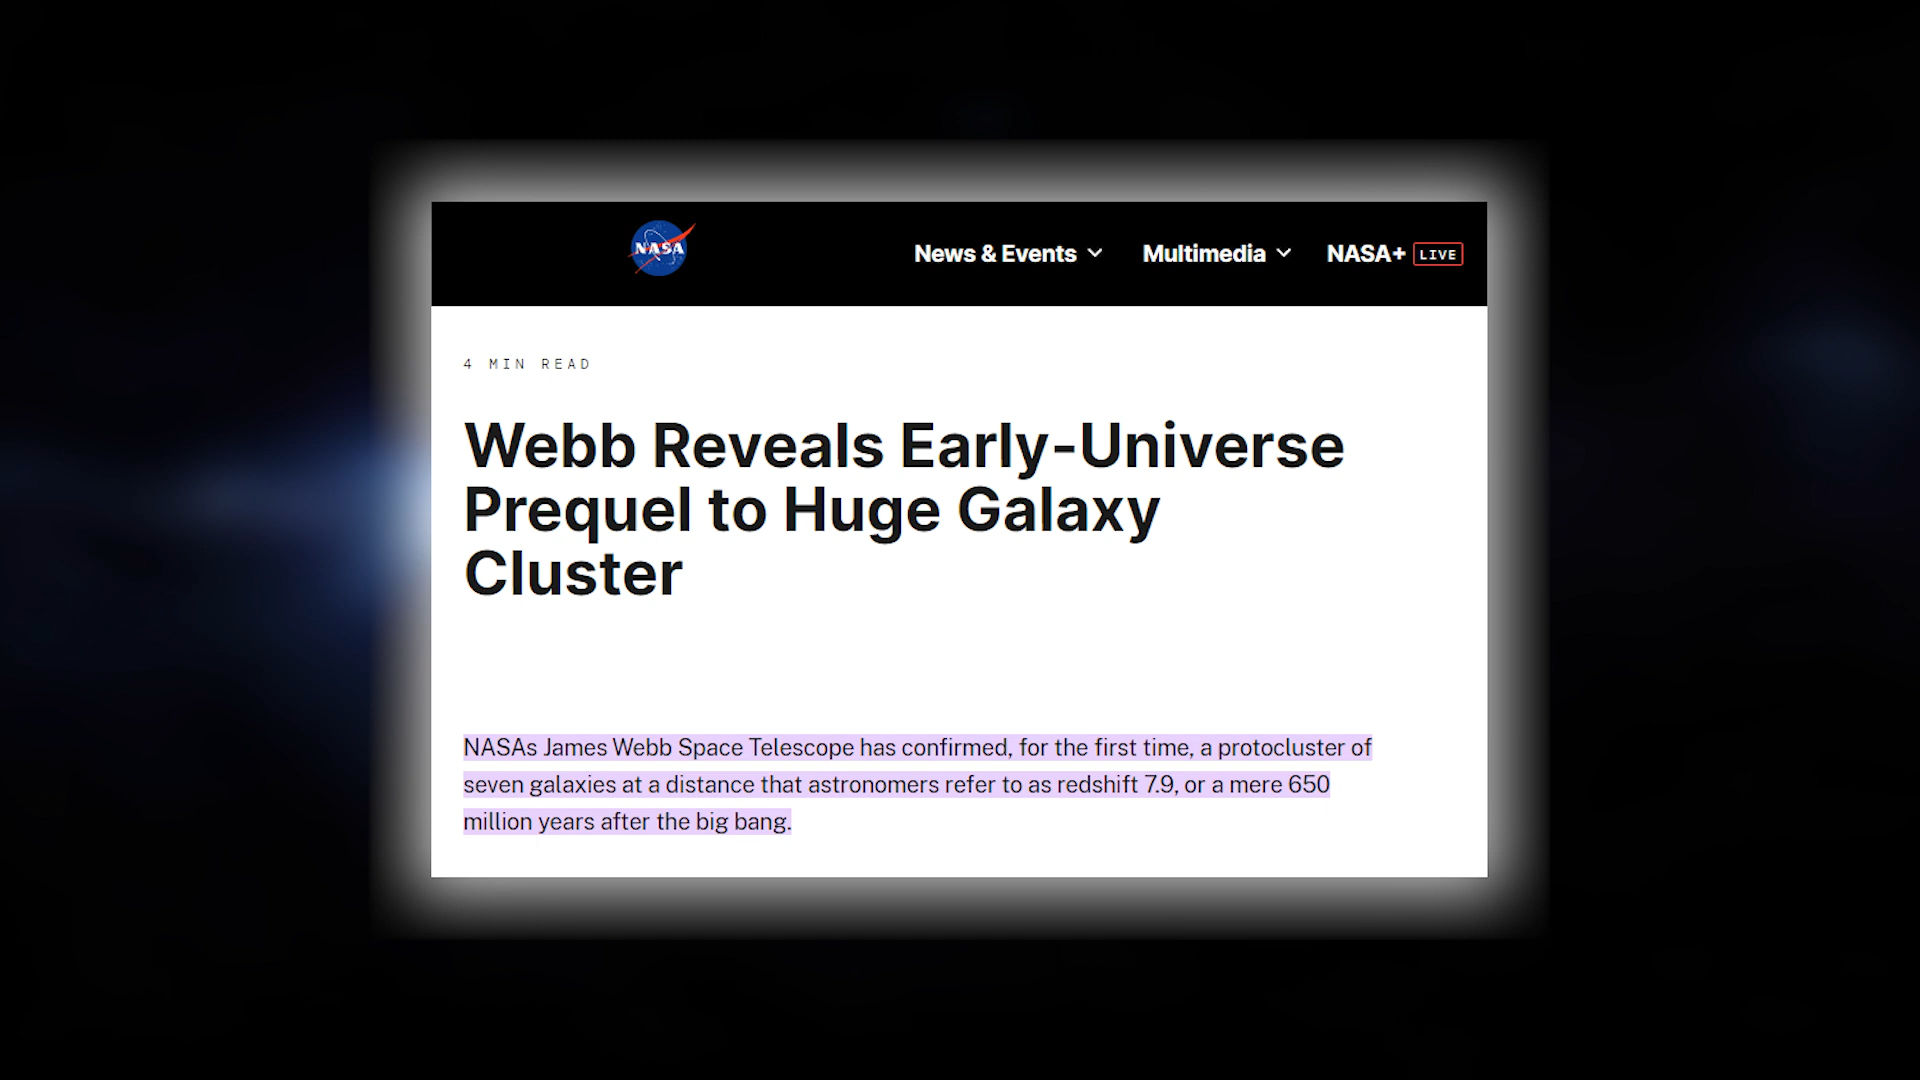 NASA
News & Events
Multimedia
NASA+ LIVE
4 MIN READ
Webb Reveals Early-Universe
Prequel to Huge Galaxy
Cluster
NASAs James Webb Space Telescope has confirmed, for the first time, a protocluster of
seven galaxies at a distance that astronomers refer to as redshift 7.9, or a mere 650
million years after the big bang.